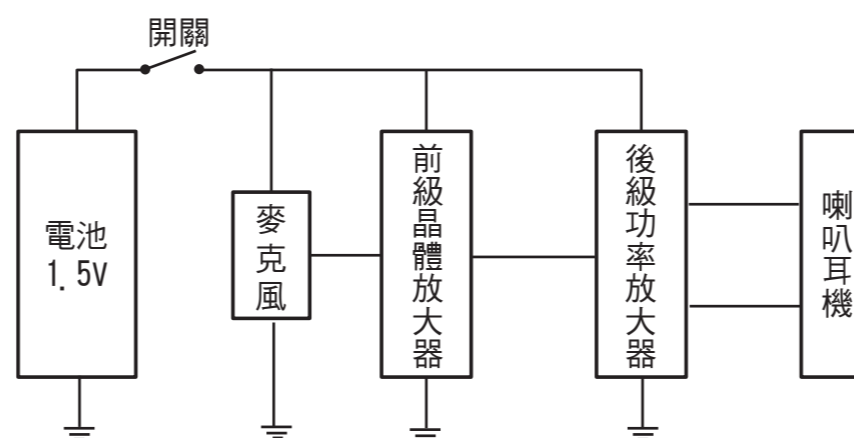 開關
電池
1.5V
麥克風
前級晶體放大器
後級功率放大器
喇叭耳機